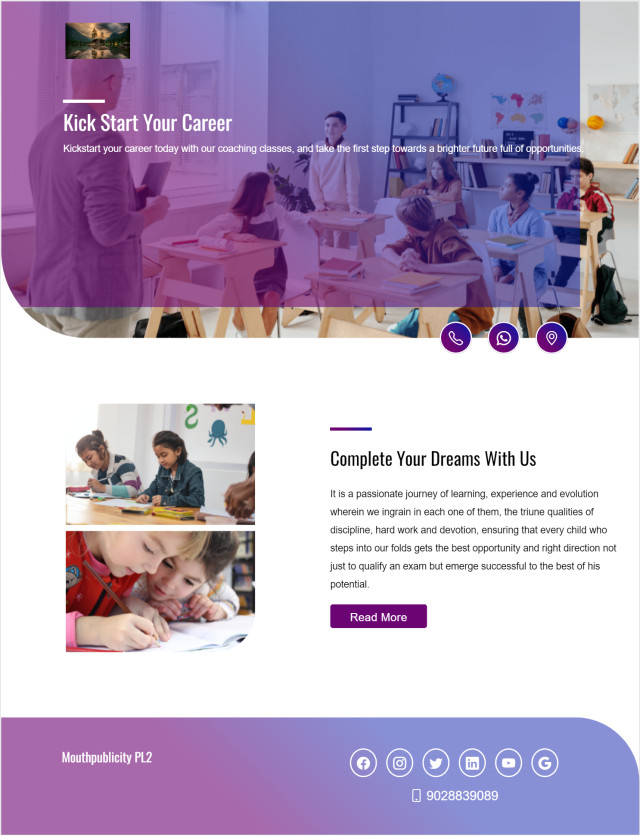 Kick Start Your Career
Kickstart your career today with our coaching classes, and take the first step towards a brighter future full of opportunities.
Complete Your Dreams With Us
It is a passionate journey of learning, experience and evolution
wherein we ingrain in each one of them, the triune qualities of
discipline, hard work and devotion, ensuring that every child who
steps into our folds gets the best opportunity and right direction not
just to qualify an exam but emerge successful to the best of his
potential.
Read More
Mouthpublicity PL2
9028839089